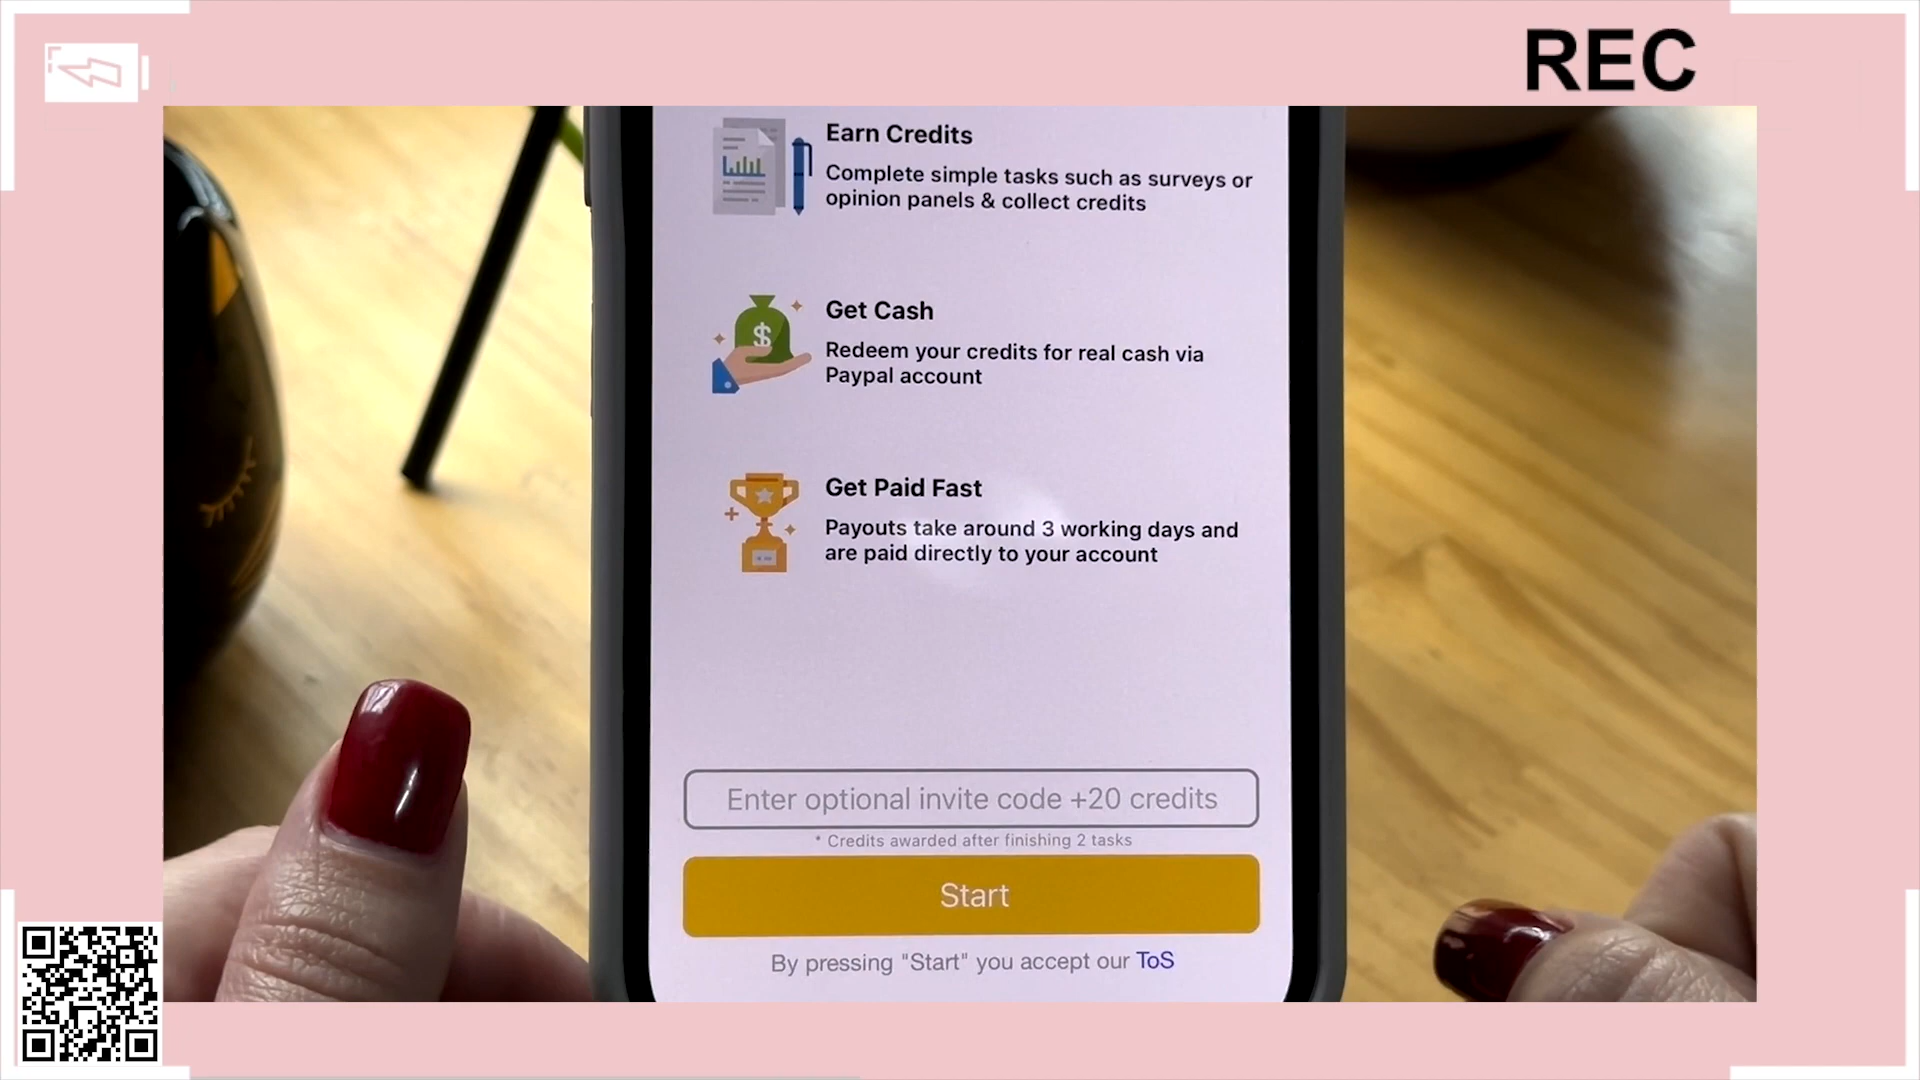 REC
Earn Credits
Complete simple tasks such as surveys or
opinion panels & collect credits
Get Cash
Redeem your credits for real cash via
Paypal account
Get Paid Fast
Payouts take around 3 working days and
are paid directly to your account
Enter optional invite code +20 credits
* Credits awarded after finishing 2 tasks
Start
By pressing "Start" you accept our ToS